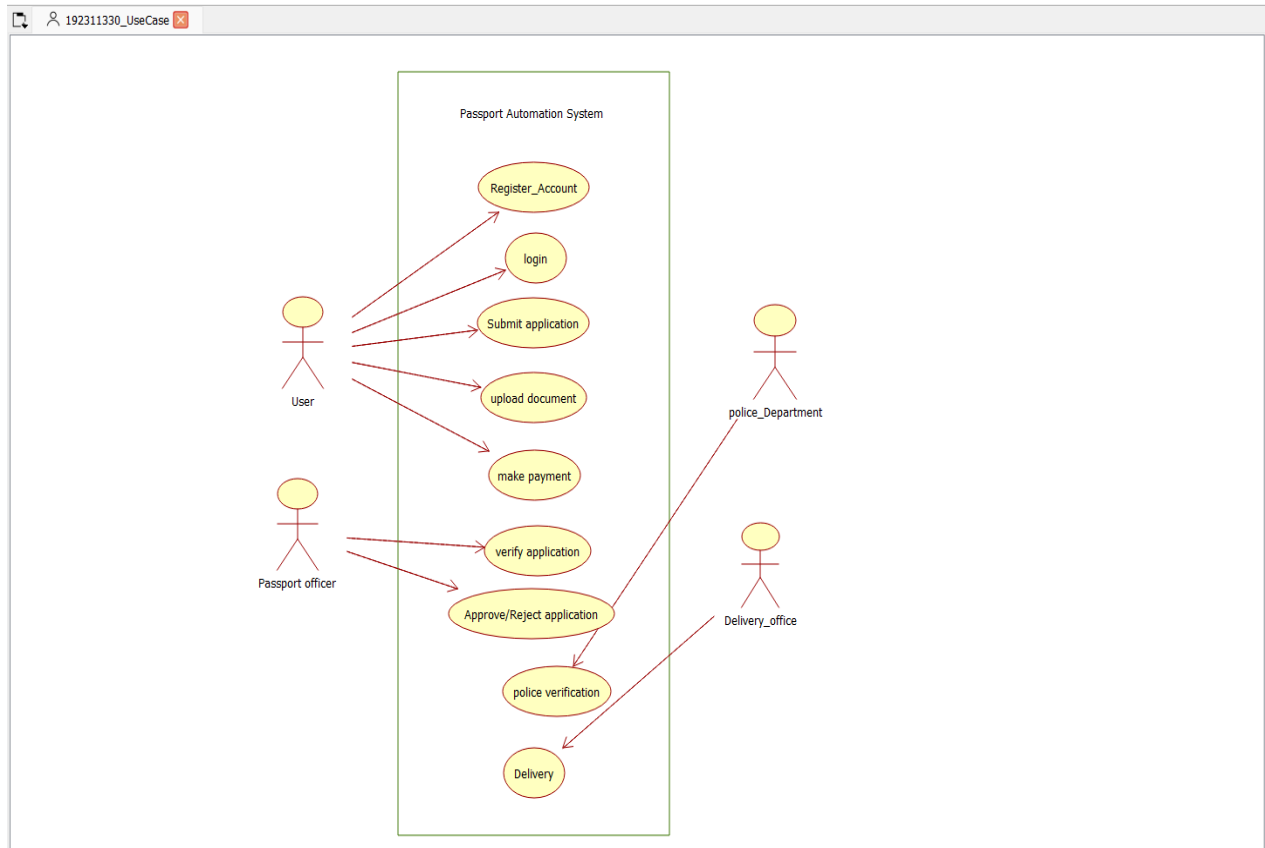 192311330_UseCase
Passport Automation System
Register_Account
login
Submit application
User
upload document
police_Department
make payment
Passport officer
verify application
Approve/Reject application
Delivery_office
police verification
Delivery